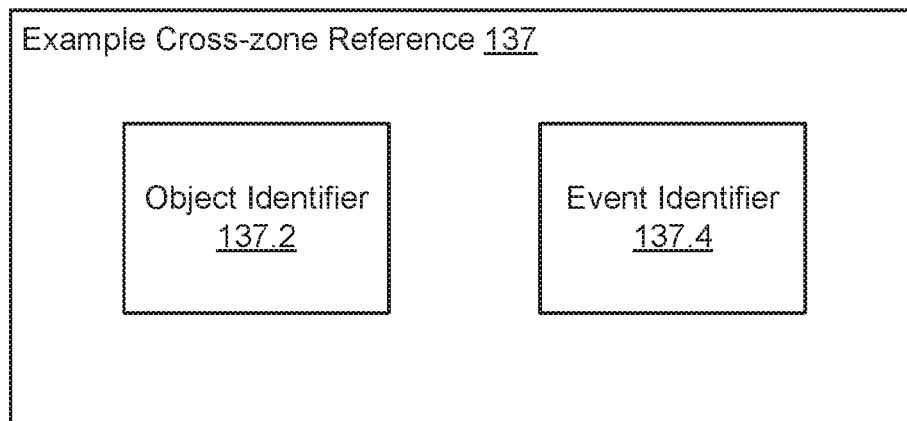 Example Cross-zone Reference 137
Object Identifier
137.2
Event Identifier
137.4